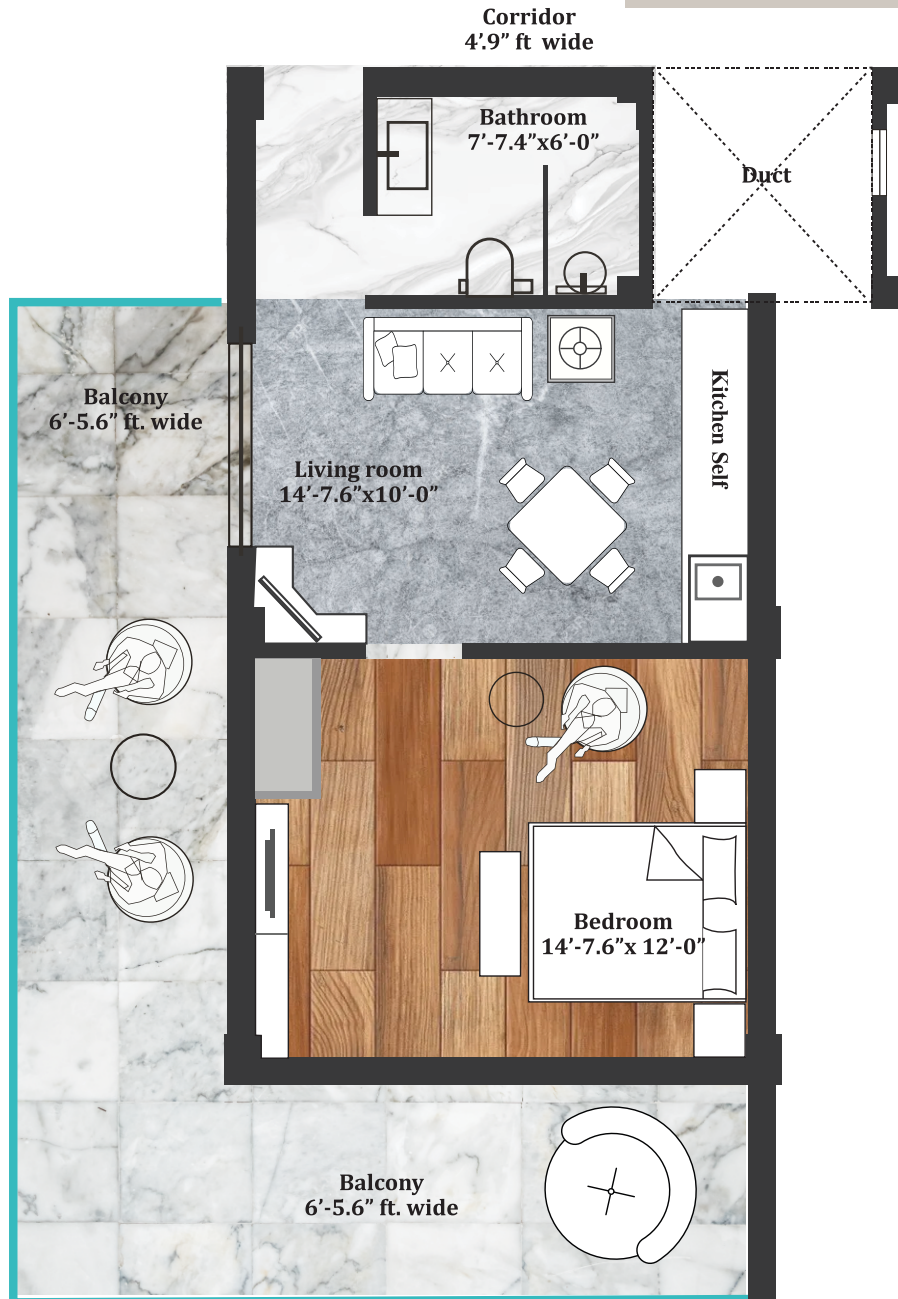 Corridor
4’.9” ft wide
Bathroom
7’-7.4”x6’-0”
Duct
Balcony
6’-5.6” ft. wide
Kitchen Self
Living room
14’-7.6”x10’-0”
Bedroom
14’-7.6”x 12’-0”
Balcony
6’-5.6” ft. wide